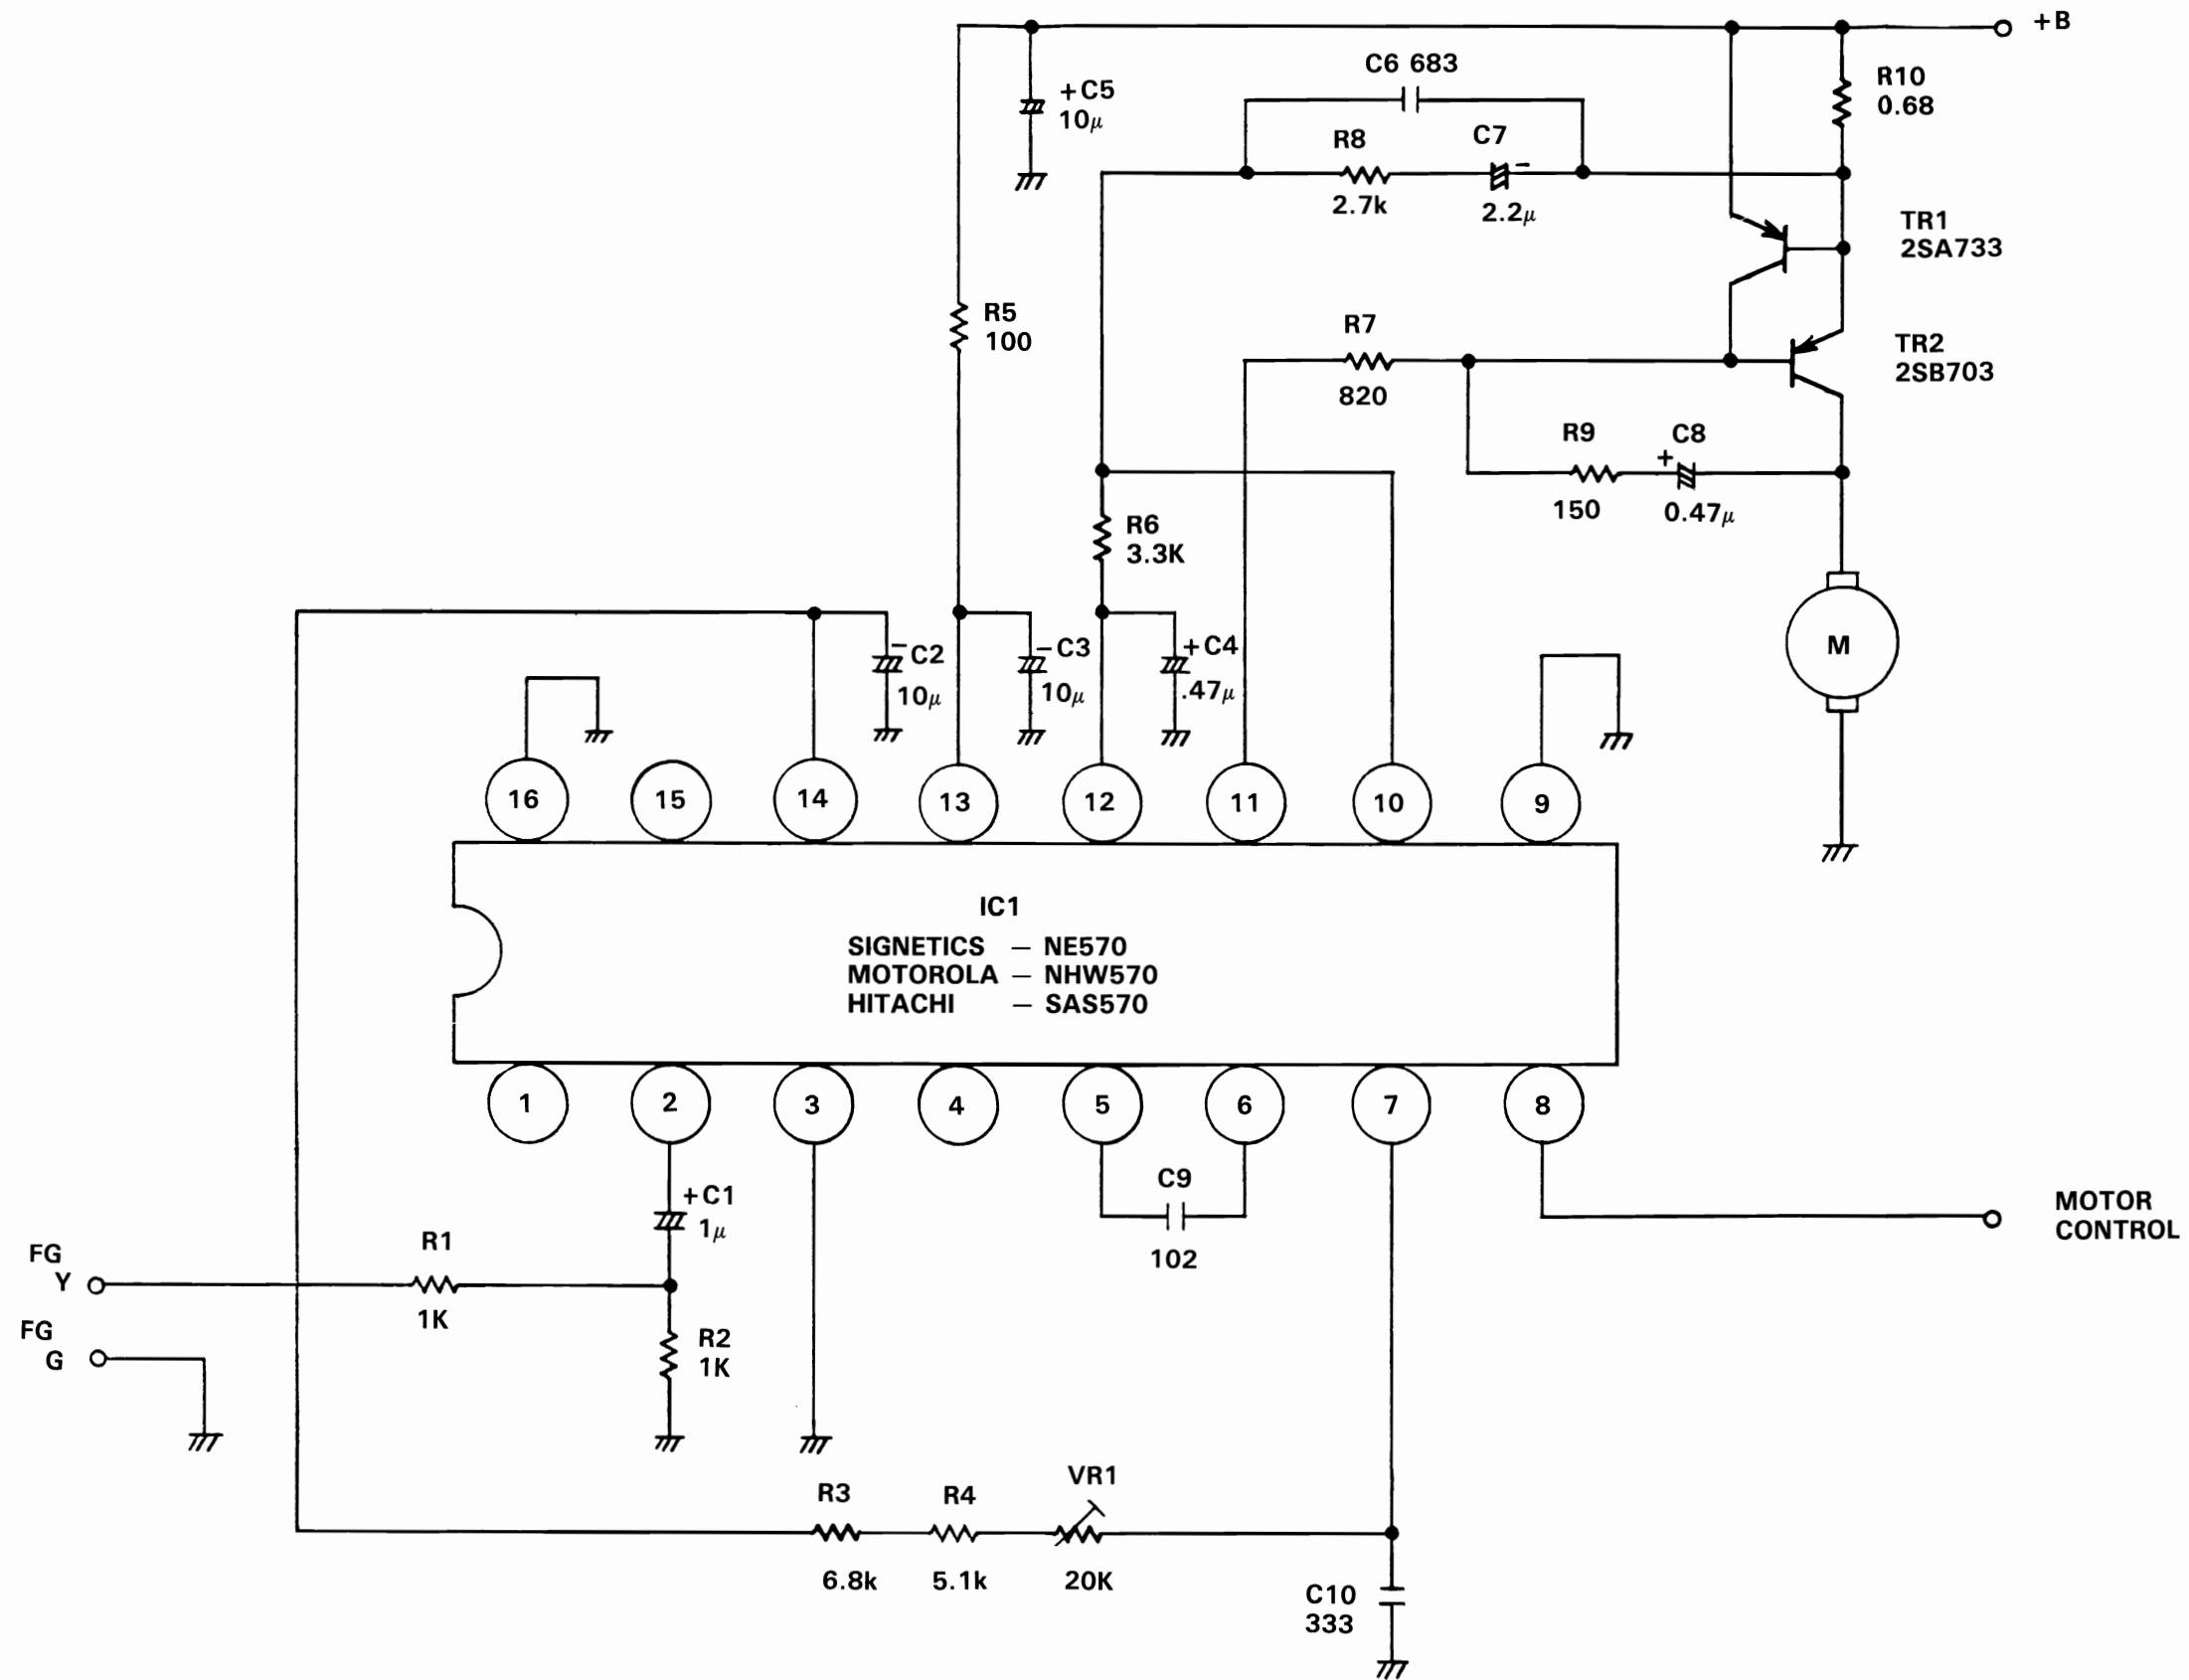 +B
C6 683
R10
0.68
+C5
10μ
R8
C7
−
2.7k
2.2μ
TR1
2SA733
R5
100
R7
820
TR2
2SB703
R9
C8
+
150
0.47μ
R6
3.3K
−C2
10μ
−C3
10μ
+C4
.47μ
M
16
15
14
13
12
11
10
9
IC1
SIGNETICS — NE570
MOTOROLA — NHW570
HITACHI — SAS570
1
2
3
4
5
6
7
8
+C1
1μ
C9
102
MOTOR
CONTROL
FG
Y
R1
1K
FG
G
R2
1K
R3
R4
VR1
6.8k
5.1k
20K
C10
333